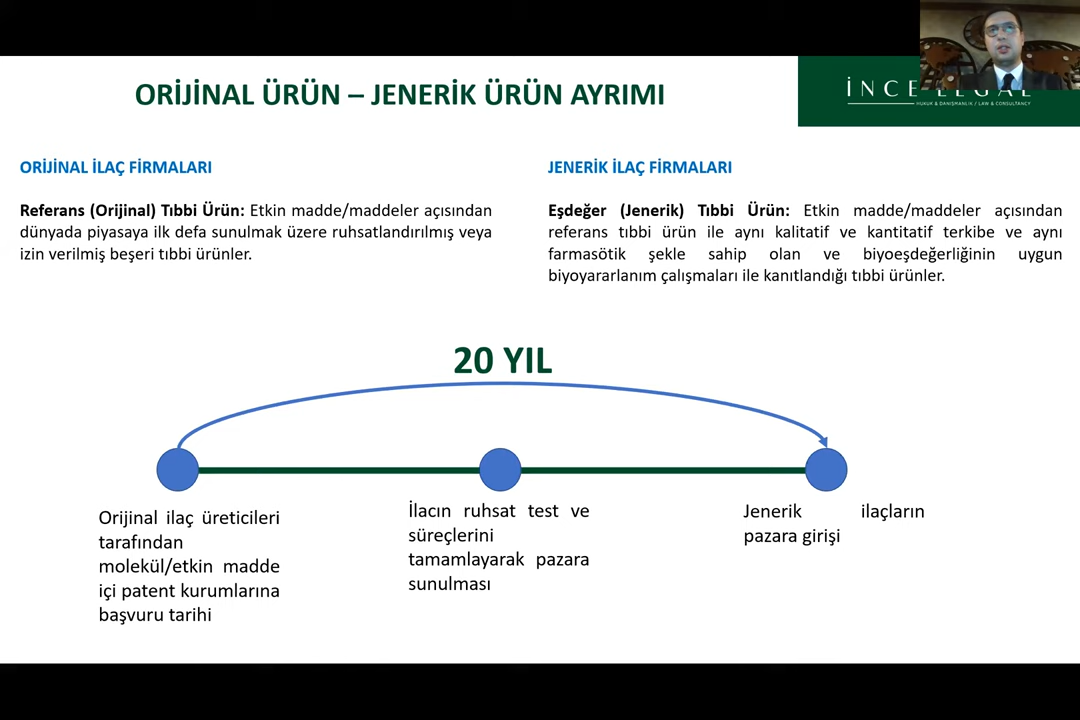 ORİJİNAL ÜRÜN – JENERİK ÜRÜN AYRIMI
İNCE LEGAL
HUKUK & DANIŞMANLIK / LAW & CONSULTANCY
ORİJİNAL İLAÇ FİRMALARI
Referans (Orijinal) Tıbbi Ürün: Etkin madde/maddeler açısından
dünyada piyasaya ilk defa sunulmak üzere ruhsatlandırılmış veya
izin verilmiş beşeri tıbbi ürünler.
JENERİK İLAÇ FİRMALARI
Eşdeğer (Jenerik) Tıbbi Ürün: Etkin madde/maddeler açısından
referans tıbbi ürün ile aynı kalitatif ve kantitatif terkibe ve aynı
farmasötik şekle sahip olan ve biyoeşdeğerliğinin uygun
biyoyararlanım çalışmaları ile kanıtlandığı tıbbi ürünler.
20 YIL
Orijinal ilaç üreticileri
tarafından
molekül/etkin madde
içi patent kurumlarına
başvuru tarihi
İlacın ruhsat test ve
süreçlerini
tamamlayarak pazara
sunulması
Jenerik ilaçların
pazara girişi